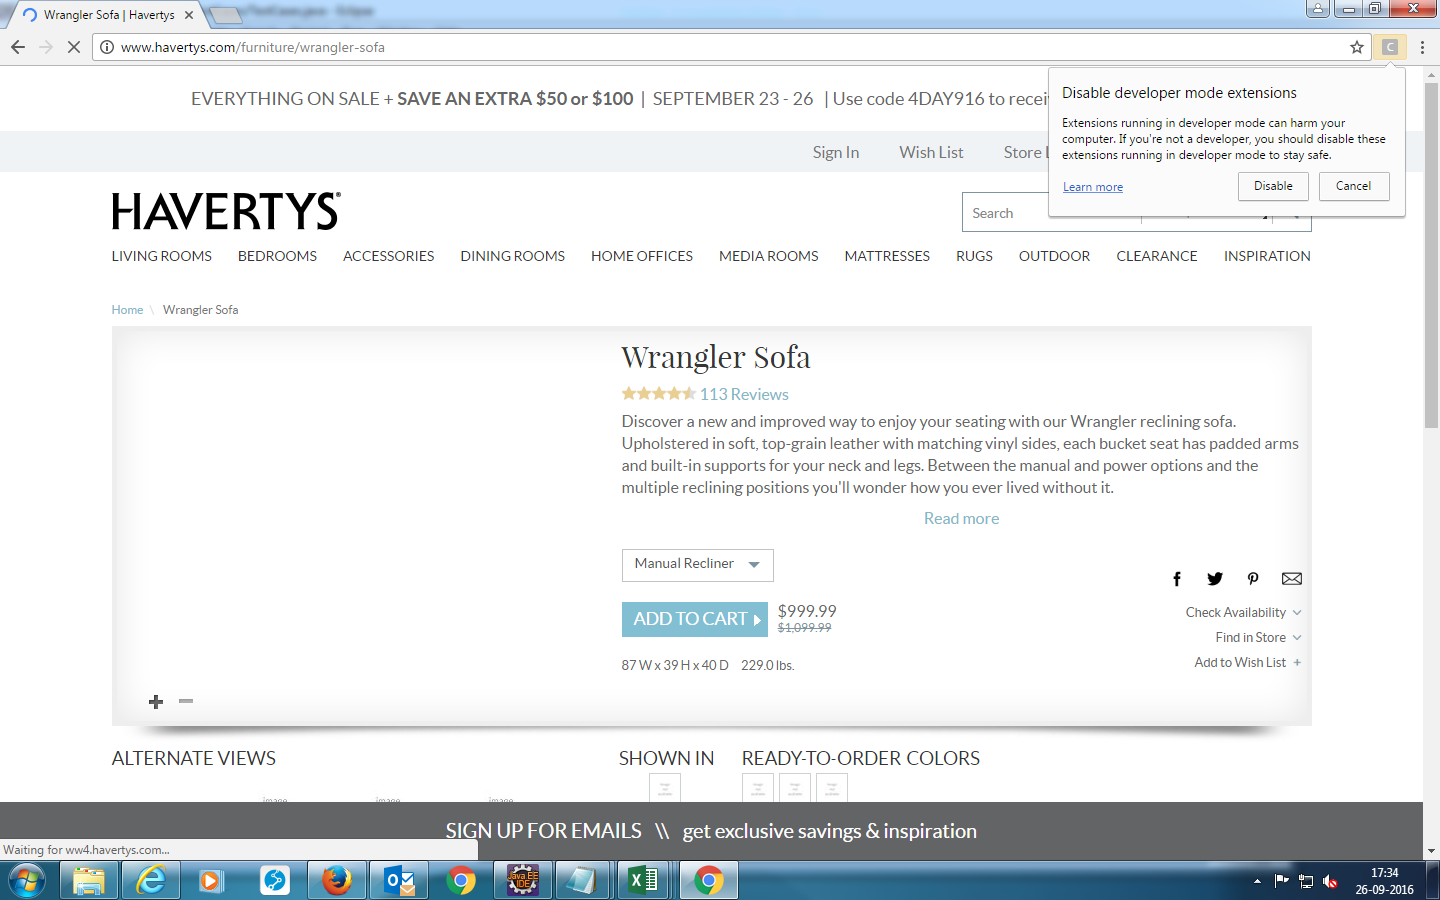 Wrangler Sofa | Havertys
www.havertys.com/furniture/wrangler-sofa
C
EVERYTHING ON SALE + SAVE AN EXTRA $50 or $100 | SEPTEMBER 23 - 26 | Use code 4DAY916 to
Disable developer mode extensions
Extensions running in developer mode can harm your
computer. If you're not a developer, you should disable these
extensions running in developer mode to stay safe.
Learn more
Disable
Cancel
Sign In
Wish List
Store
HAVERTYS®
Search
LIVING ROOMS
BEDROOMS
ACCESSORIES
DINING ROOMS
HOME OFFICES
MEDIA ROOMS
MATTRESSES
RUGS
OUTDOOR
CLEARANCE
INSPIRATION
Home \ Wrangler Sofa
Wrangler Sofa
113 Reviews
Discover a new and improved way to enjoy your seating with our Wrangler reclining sofa.
Upholstered in soft, top-grain leather with matching vinyl sides, each bucket seat has padded arms
and built-in supports for your neck and legs. Between the manual and power options and the
multiple reclining positions you'll wonder how you ever lived without it.
Read more
Manual Recliner
ADD TO CART
$999.99
$1,099.99
87 W x 39 H x 40 D 229.0 lbs.
Check Availability
Find in Store
Add to Wish List +
ALTERNATE VIEWS
SHOWN IN
READY-TO-ORDER COLORS
SIGN UP FOR EMAILS \\ get exclusive savings & inspiration
Waiting for ww4.havertys.com...
Java EE
IDE
17:34
26-09-2016